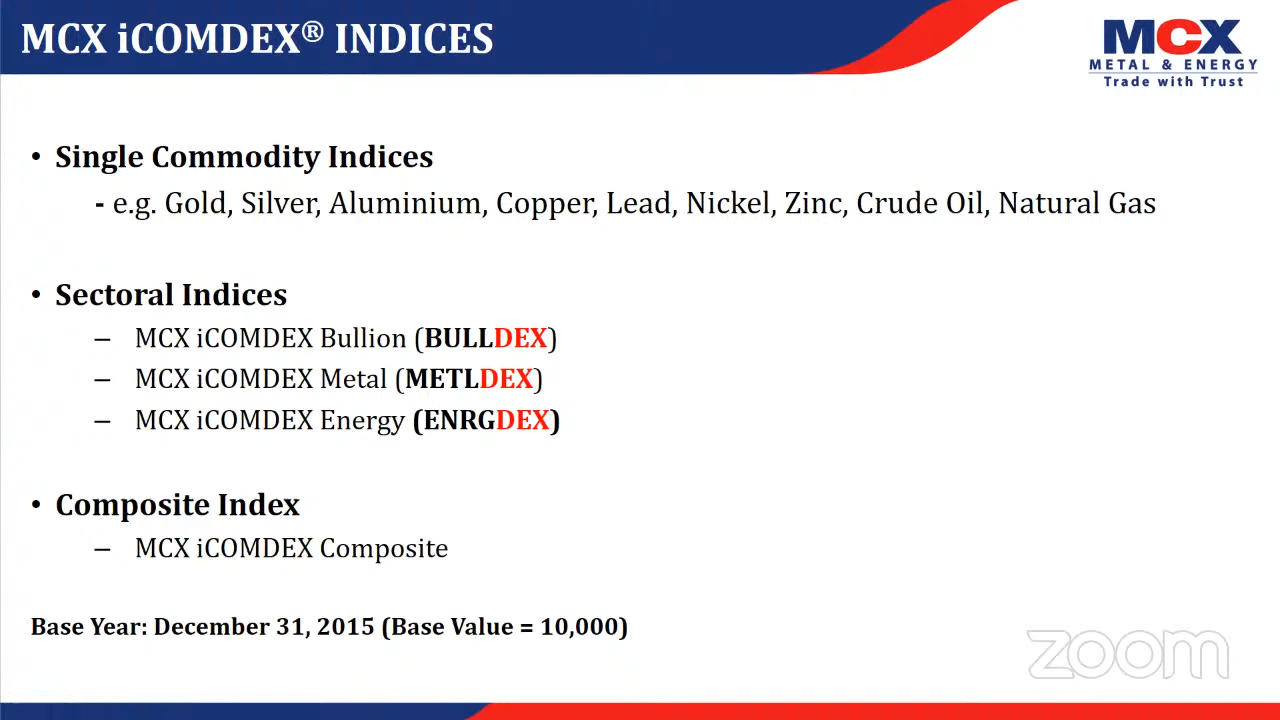 MCX iCOMDEX® INDICES
MCX
METAL & ENERGY
Trade with Trust
• Single Commodity Indices
- e.g. Gold, Silver, Aluminium, Copper, Lead, Nickel, Zinc, Crude Oil, Natural Gas
• Sectoral Indices
– MCX iCOMDEX Bullion (BULLDEX)
– MCX iCOMDEX Metal (METLDEX)
– MCX iCOMDEX Energy (ENRGDEX)
• Composite Index
– MCX iCOMDEX Composite
Base Year: December 31, 2015 (Base Value = 10,000)
zoom